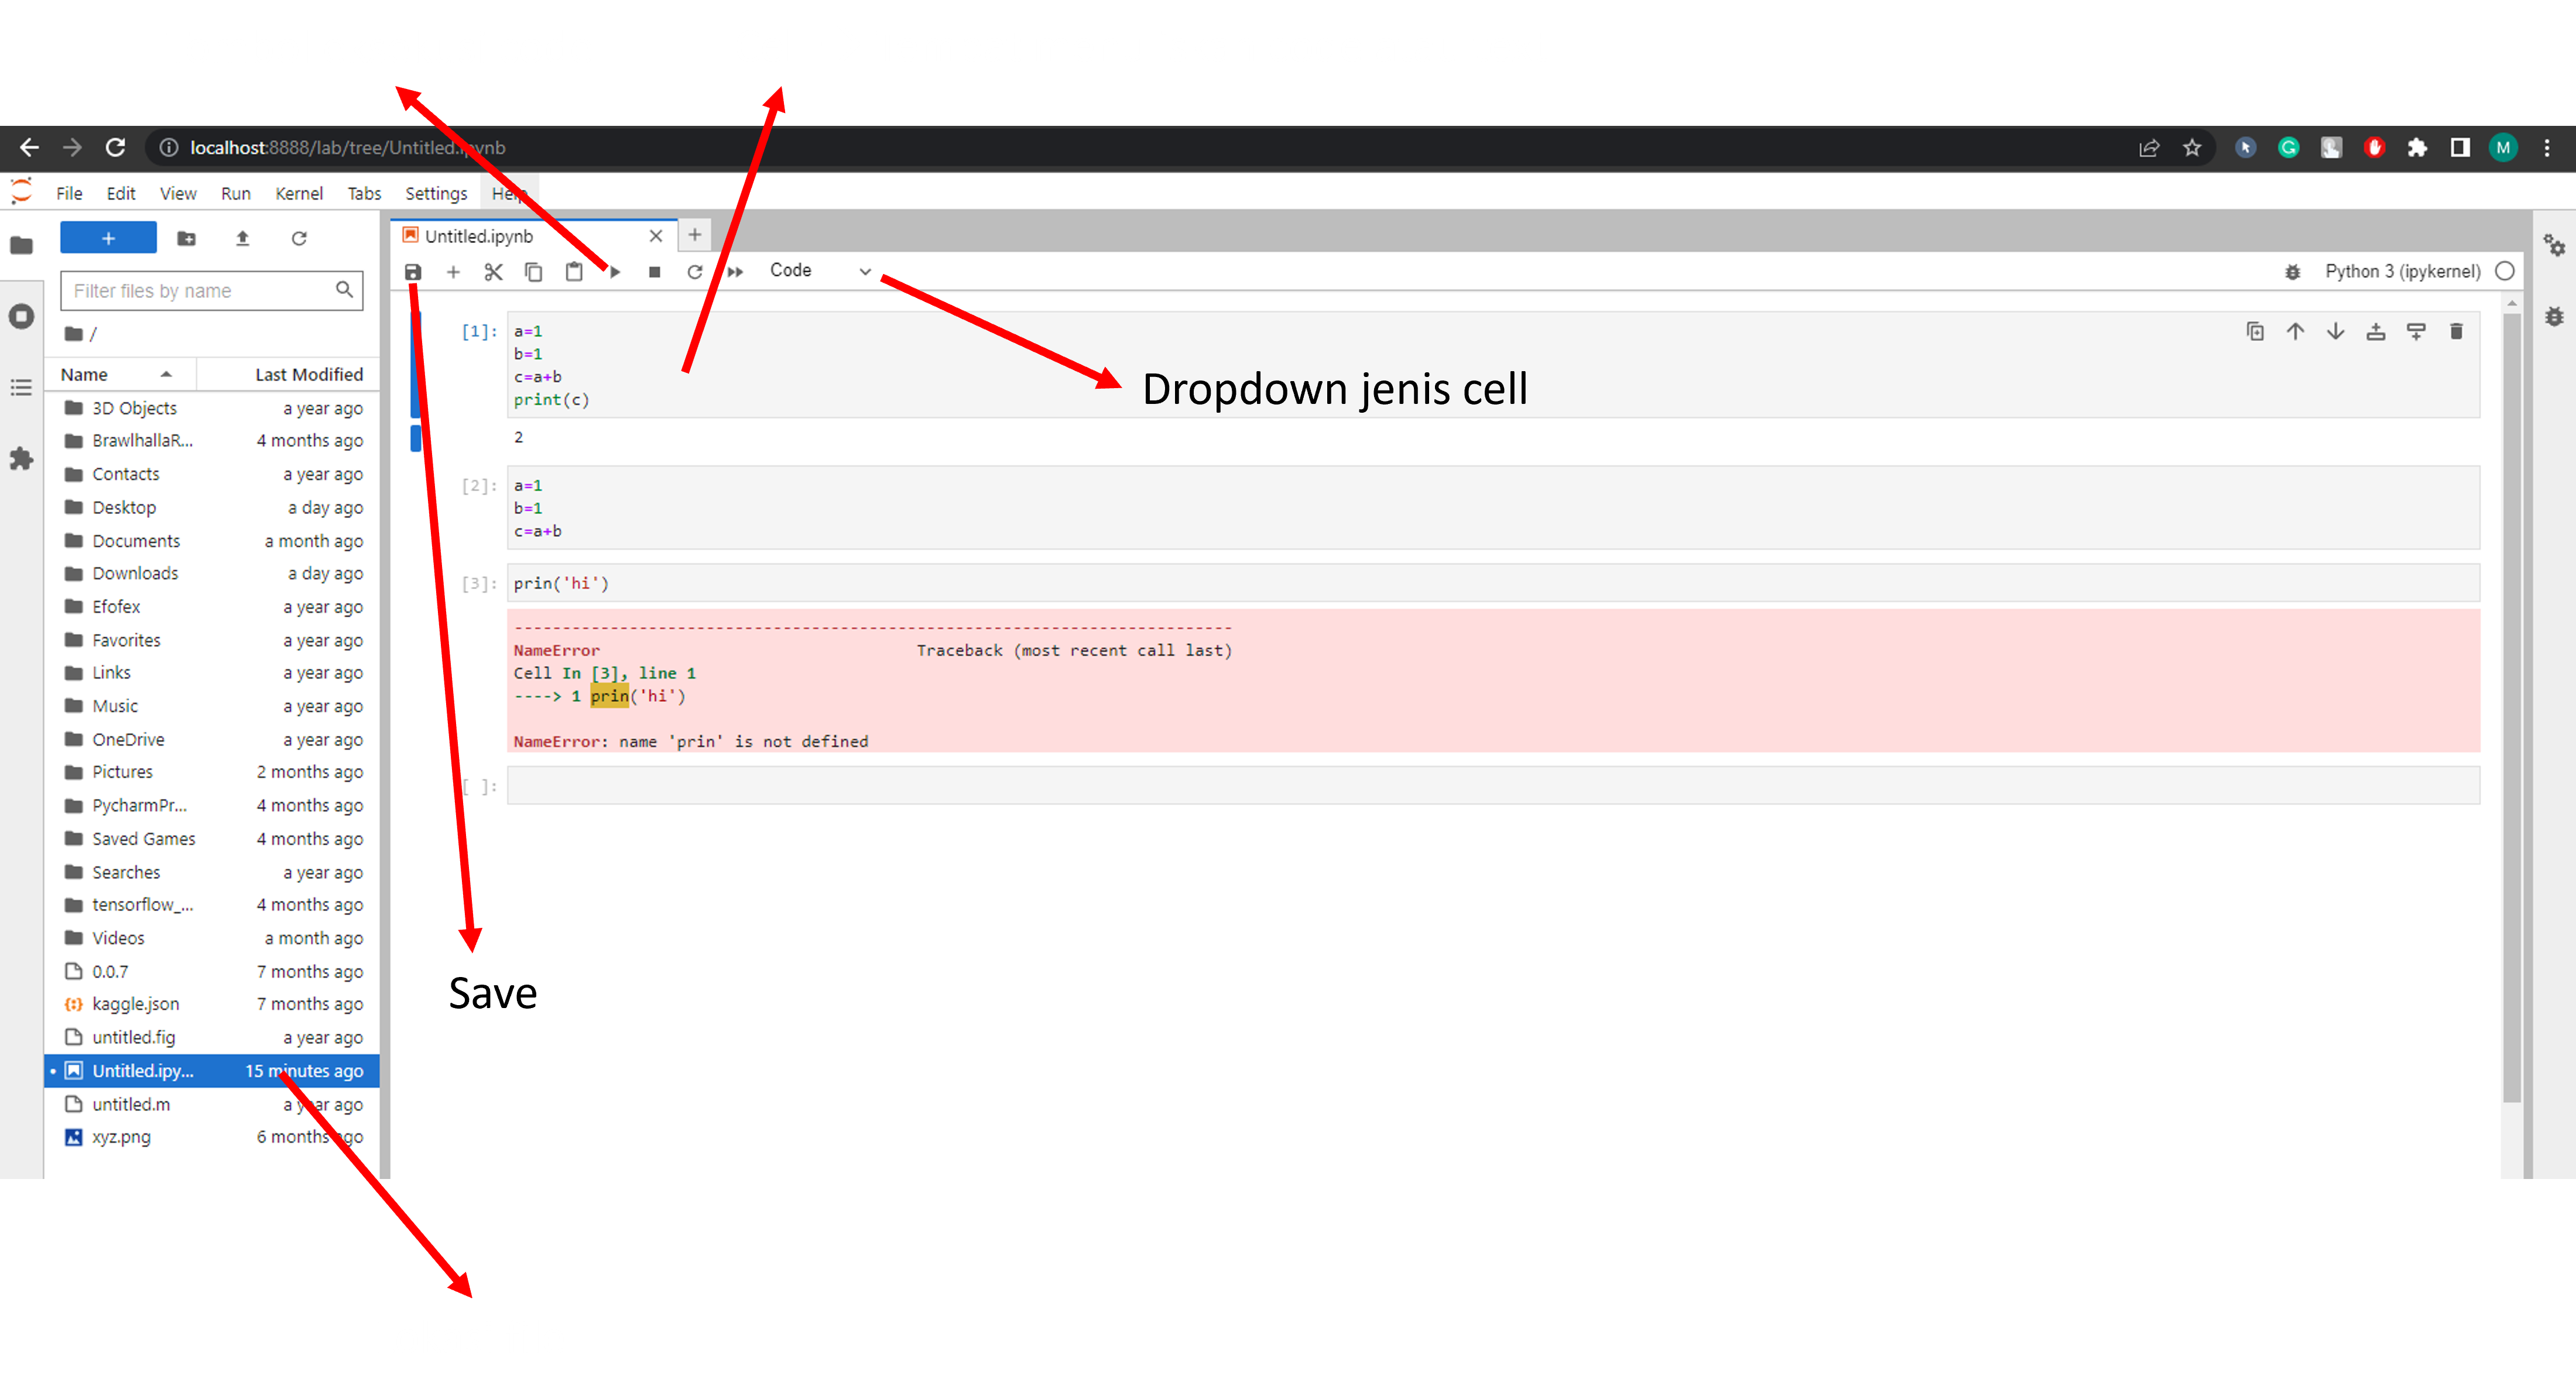 localhost:8888/lab/tree/Untitled.ipynb
M
File Edit View Run Kernel Tabs Settings Help
+
Filter files by name
/
Name Last Modified
3D Objects a year ago
BrawlhallaR... 4 months ago
Contacts a year ago
Desktop a day ago
Documents a month ago
Downloads a day ago
Efofex a year ago
Favorites a year ago
Links a year ago
Music a year ago
OneDrive a year ago
Pictures 2 months ago
PycharmPr... 4 months ago
Saved Games 4 months ago
Searches a year ago
tensorflow_... 4 months ago
Videos a month ago
0.0.7 7 months ago
kaggle.json 7 months ago
untitled.fig a year ago
Untitled.ipy... 15 minutes ago
untitled.m a year ago
xyz.png 6 months ago
Untitled.ipynb
Code
Python 3 (ipykernel)
[1]: a=1
b=1
c=a+b
print(c)
2
Dropdown jenis cell
[2]: a=1
b=1
c=a+b
[3]: prin('hi')
---------------------------------------------------------------------------
NameError Traceback (most recent call last)
Cell In [3], line 1
----> 1 prin('hi')
NameError: name 'prin' is not defined
[ ]:
Save